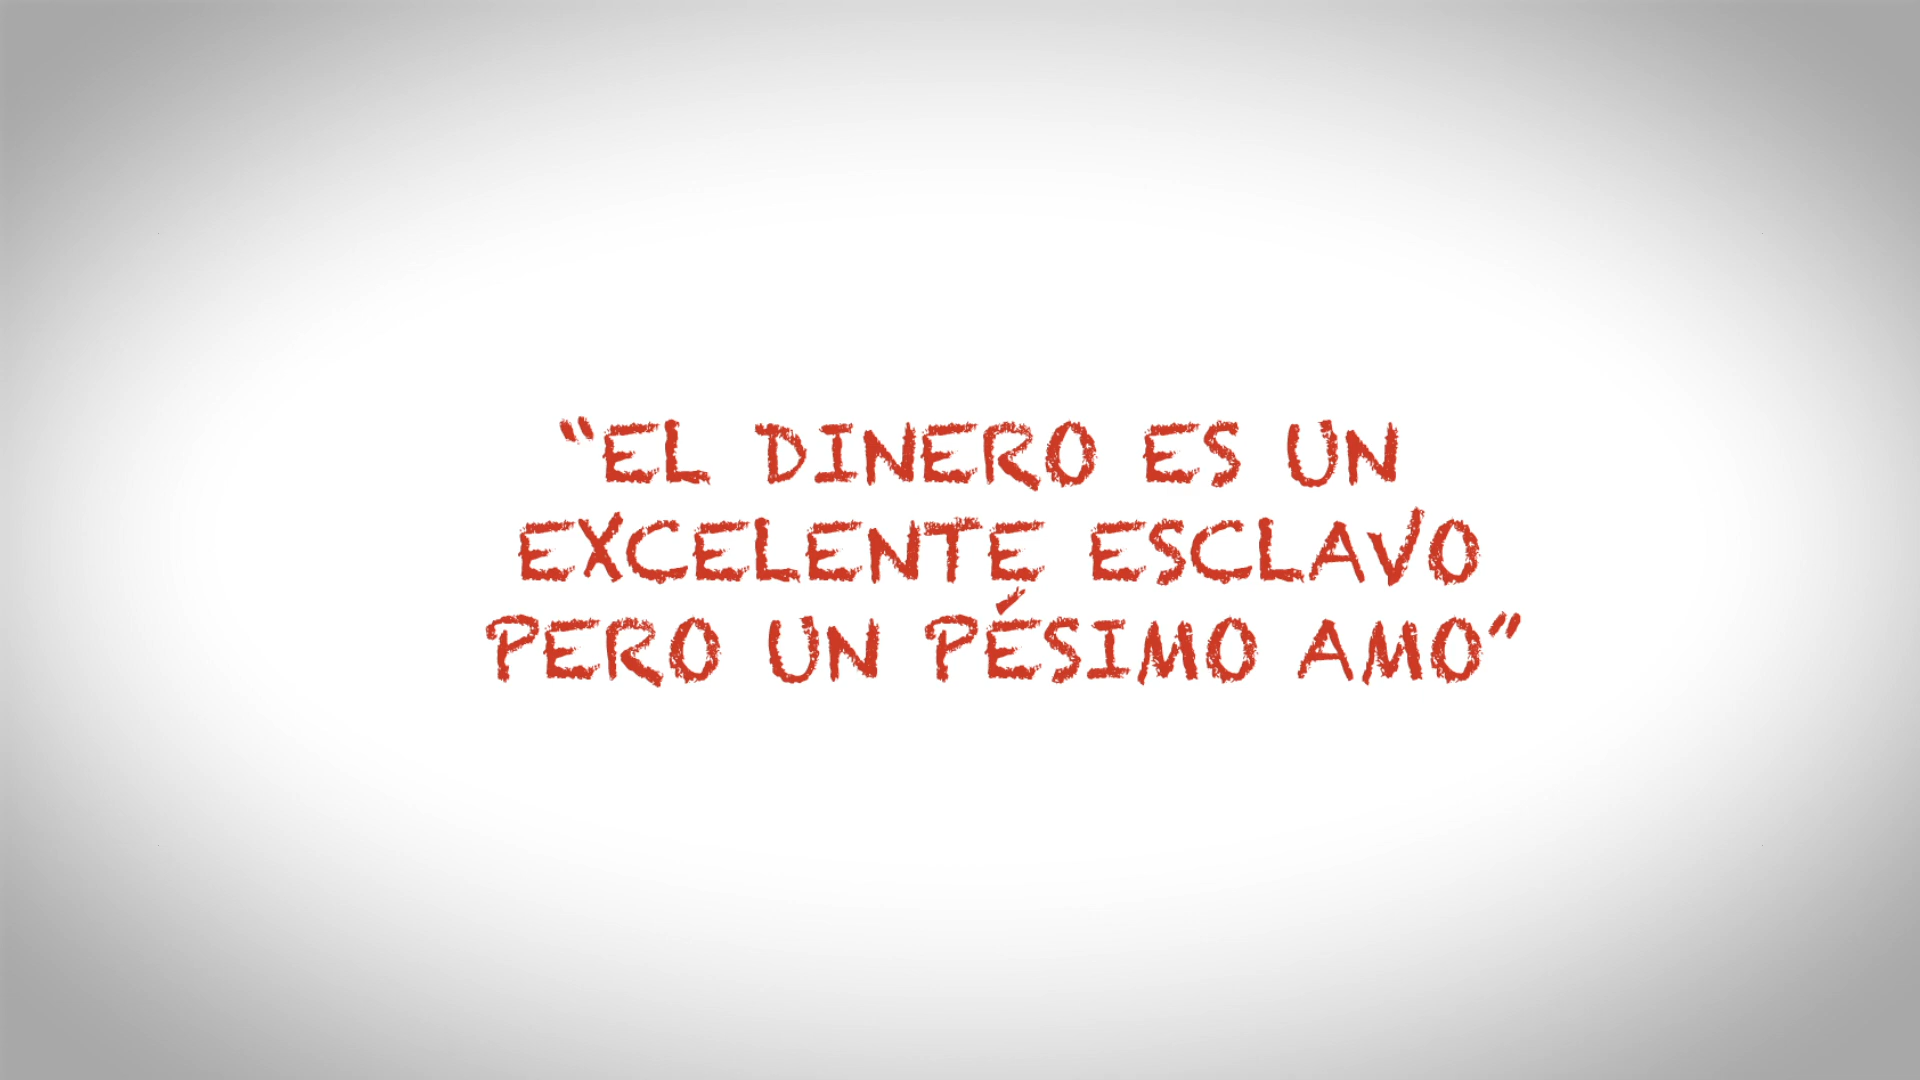 “EL DINERO ES UN
EXCELENTE ESCLAVO
PERO UN PÉSIMO AMO”